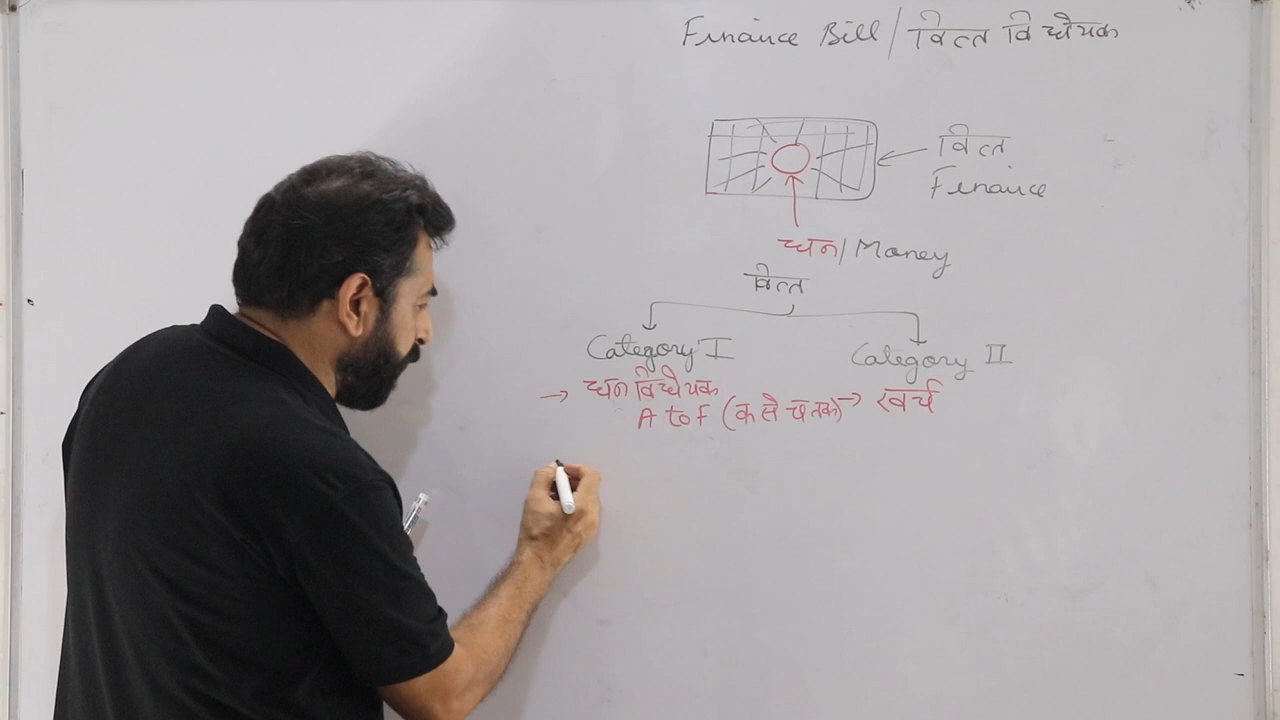 Finance Bill / वित्त विधेयक
वित्त
Finance
धन / Money
वित्त
Category I
Category II
→ धन विधेयक
A to F (क से च तक)
→ खर्च